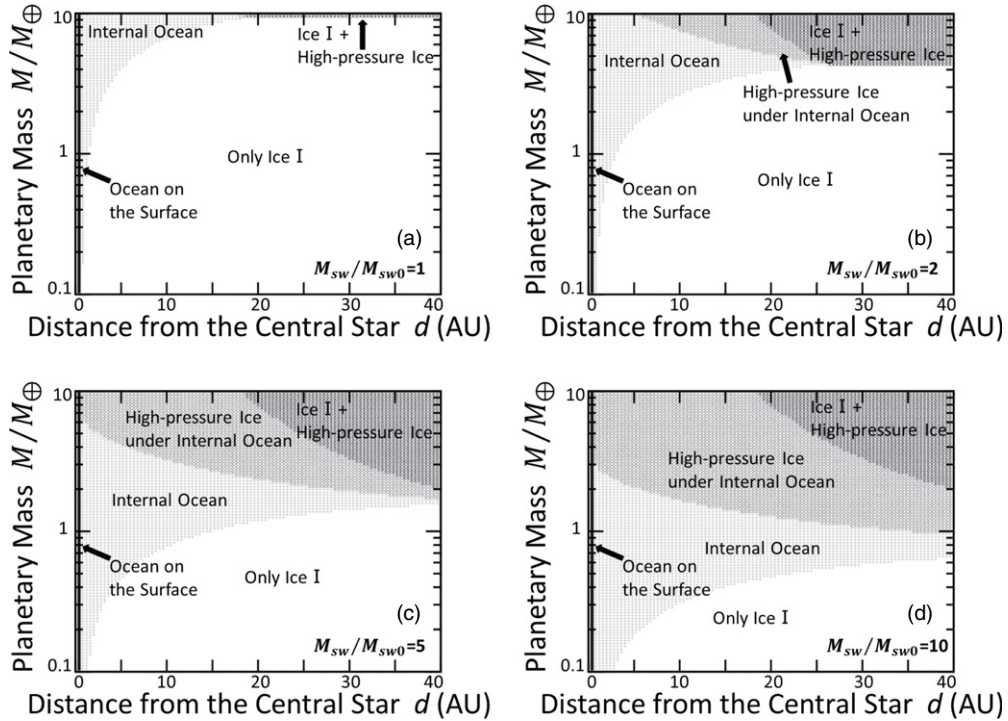 Planetary Mass M/M⊕
10
1
0.1
Internal Ocean
Ice I +
High-pressure Ice
Only Ice I
Ocean on
the Surface
(a)
M_sw/M_sw0=1
0 10 20 30 40
Distance from the Central Star d (AU)
Planetary Mass M/M⊕
10
1
0.1
Ice I +
High-pressure Ice
Internal Ocean
High-pressure Ice
under Internal Ocean
Only Ice I
Ocean on
the Surface
(b)
M_sw/M_sw0=2
0 10 20 30 40
Distance from the Central Star d (AU)
Planetary Mass M/M⊕
10
1
0.1
High-pressure Ice
under Internal Ocean
Ice I +
High-pressure Ice
Internal Ocean
Ocean on
the Surface
Only Ice I
(c)
M_sw/M_sw0=5
0 10 20 30 40
Distance from the Central Star d (AU)
Planetary Mass M/M⊕
10
1
0.1
Ice I +
High-pressure Ice
High-pressure Ice
under Internal Ocean
Internal Ocean
Ocean on
the Surface
Only Ice I
(d)
M_sw/M_sw0=10
0 10 20 30 40
Distance from the Central Star d (AU)